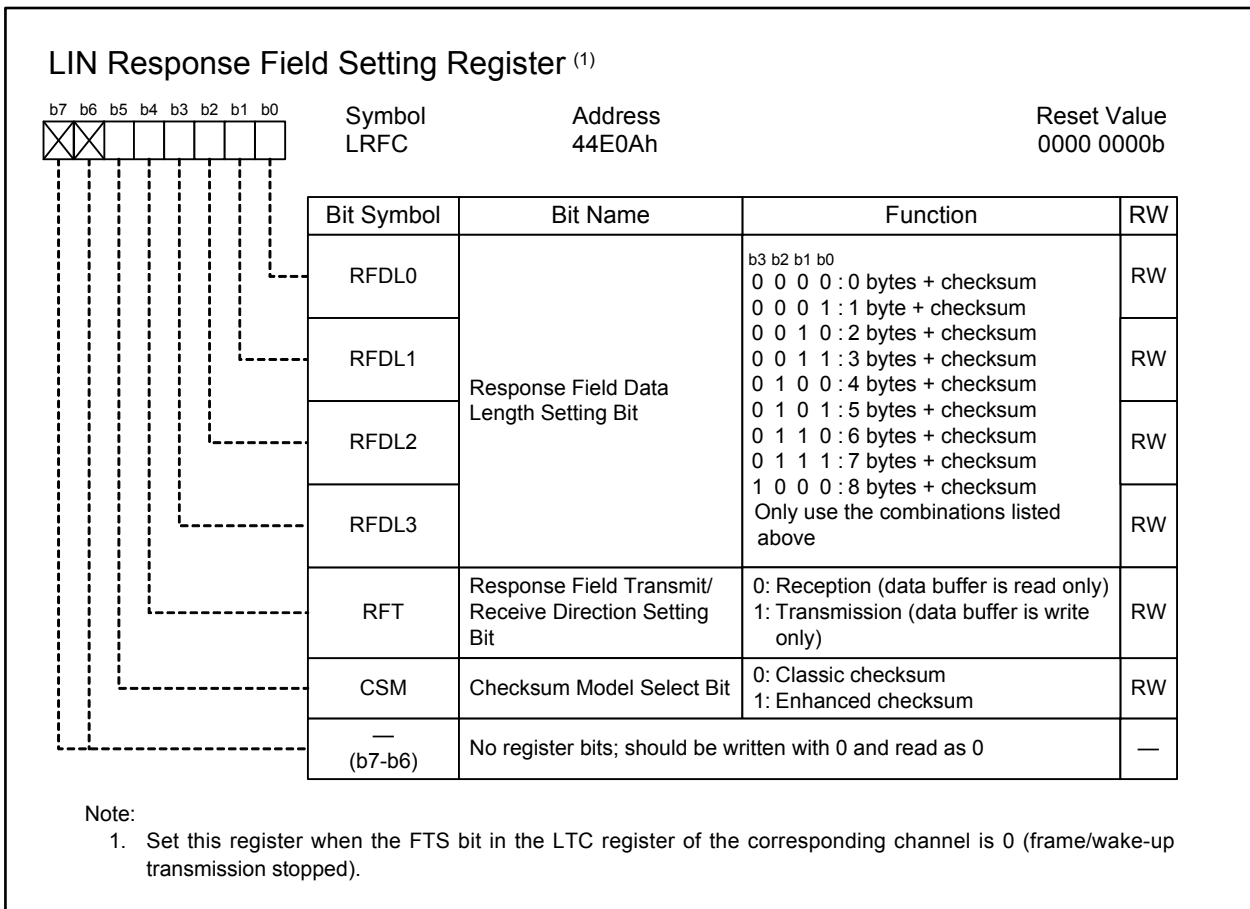 LIN Response Field Setting Register (1)
b7 b6 b5 b4 b3 b2 b1 b0
Symbol Address Reset Value
LRFC 44E0Ah 0000 0000b
Bit Symbol Bit Name Function RW
RFDL0 RW
RFDL1 RW
RFDL2 RW
RFDL3 RW
Response Field Data
Length Setting Bit
b3 b2 b1 b0
0 0 0 0 : 0 bytes + checksum
0 0 0 1 : 1 byte + checksum
0 0 1 0 : 2 bytes + checksum
0 0 1 1 : 3 bytes + checksum
0 1 0 0 : 4 bytes + checksum
0 1 0 1 : 5 bytes + checksum
0 1 1 0 : 6 bytes + checksum
0 1 1 1 : 7 bytes + checksum
1 0 0 0 : 8 bytes + checksum
Only use the combinations listed
above
RFT
Response Field Transmit/
Receive Direction Setting
Bit
0: Reception (data buffer is read only)
1: Transmission (data buffer is write
only)
RW
CSM
Checksum Model Select Bit
0: Classic checksum
1: Enhanced checksum
RW
—
(b7-b6)
No register bits; should be written with 0 and read as 0
—
Note:
1. Set this register when the FTS bit in the LTC register of the corresponding channel is 0 (frame/wake-up
transmission stopped).